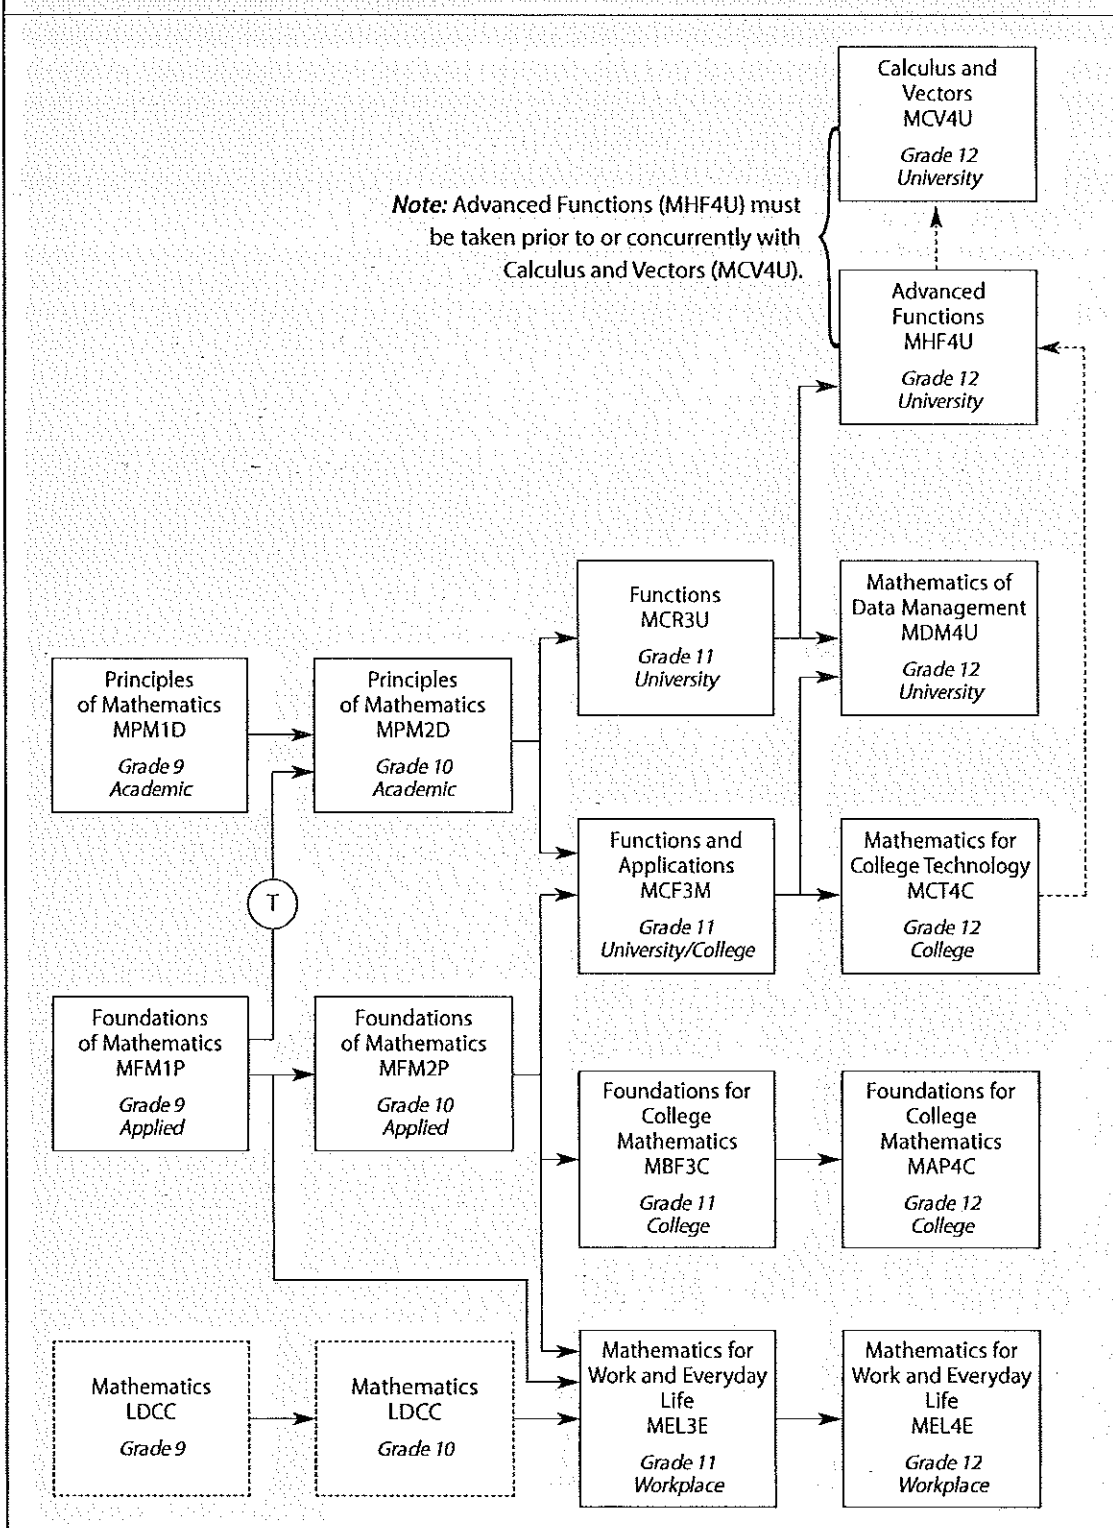 Calculus and
Vectors
MCV4U
Grade 12
University
Note: Advanced Functions (MHF4U) must
be taken prior to or concurrently with
Calculus and Vectors (MCV4U).
Advanced
Functions
MHF4U
Grade 12
University
Functions
MCR3U
Grade 11
University
Mathematics of
Data Management
MDM4U
Grade 12
University
Principles
of Mathematics
MPM1D
Grade 9
Academic
Principles
of Mathematics
MPM2D
Grade 10
Academic
Functions and
Applications
MCF3M
Grade 11
University/College
Mathematics for
College Technology
MCT4C
Grade 12
College
T
Foundations
of Mathematics
MFM1P
Grade 9
Applied
Foundations
of Mathematics
MFM2P
Grade 10
Applied
Foundations for
College
Mathematics
MBF3C
Grade 11
College
Foundations for
College
Mathematics
MAP4C
Grade 12
College
Mathematics
LDCC
Grade 9
Mathematics
LDCC
Grade 10
Mathematics for
Work and Everyday
Life
MEL3E
Grade 11
Workplace
Mathematics for
Work and Everyday
Life
MEL4E
Grade 12
Workplace